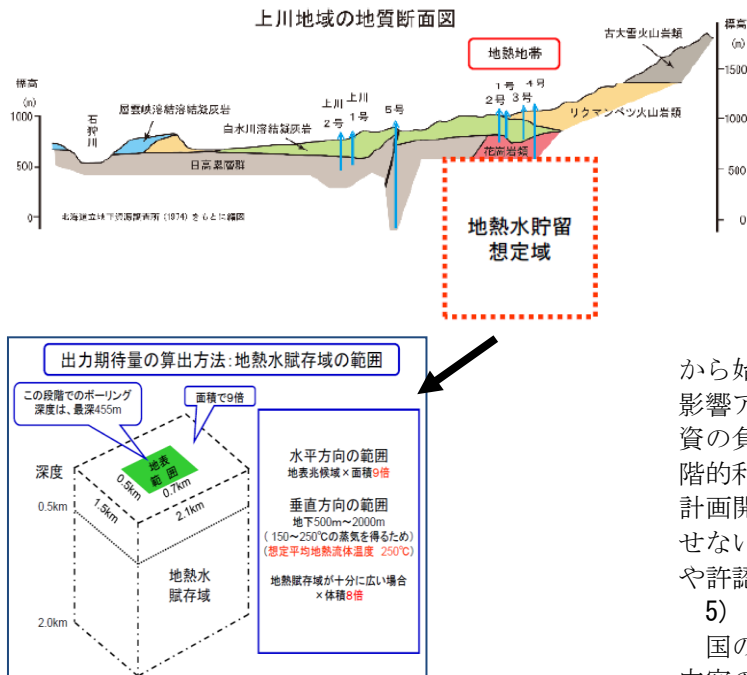 上川地域の地質断面図
標高
(m)
1000
500
0
石狩川
層雲峡溶結凝灰岩
白水川溶結凝灰岩
日高累層群
上川
2号
上川
1号
5号
地熱地帯
1号
2号
3号
4号
花崗岩類
リクマンベツ火山岩類
古大雪火山岩類
標高
(m)
1500
1000
500
0
北海道立地下資源調査所 (1974) をもとに編図
地熱水貯留
想定域
出力期待量の算出方法:地熱水賦存域の範囲
この段階でのボーリング
深度は、最深455m
面積で9倍
地表
範囲
0.5km
0.7km
1.5km
2.1km
深度
0.5km
2.0km
地熱水
賦存域
水平方向の範囲
地表兆候域×面積9倍
垂直方向の範囲
地下500m~2000m
( 150~250℃の蒸気を得るため)
(想定平均地熱流体温度 250℃)
地熱賦存域が十分に広い場合
×体積8倍
から始
影響ア
資の負
階的利
計画開
せない
や許認
5)
国の